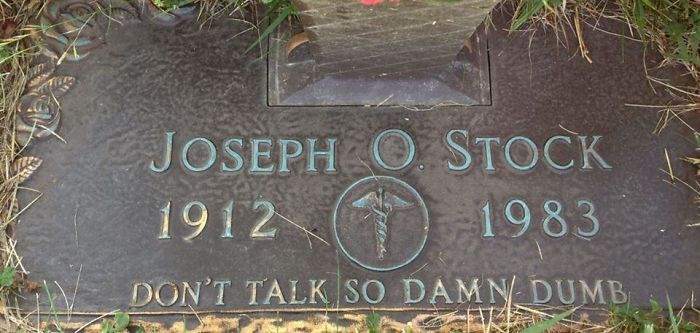 JOSEPH O. STOCK
1912 1983
DON'T TALK SO DAMN DUMB